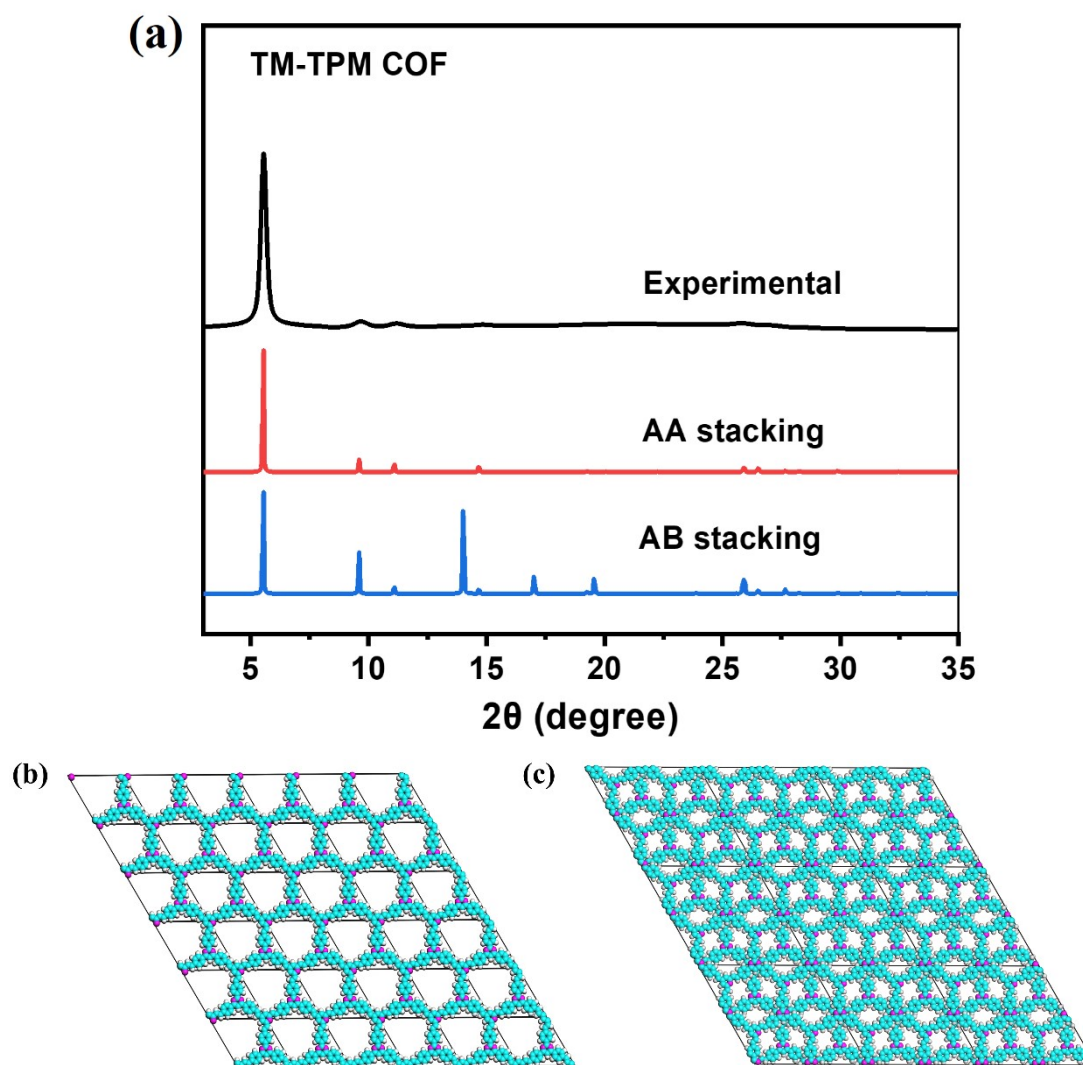 (a)
TM-TPM COF
Experimental
AA stacking
AB stacking
5 10 15 20 25 30 35
2θ (degree)
(b) (c)